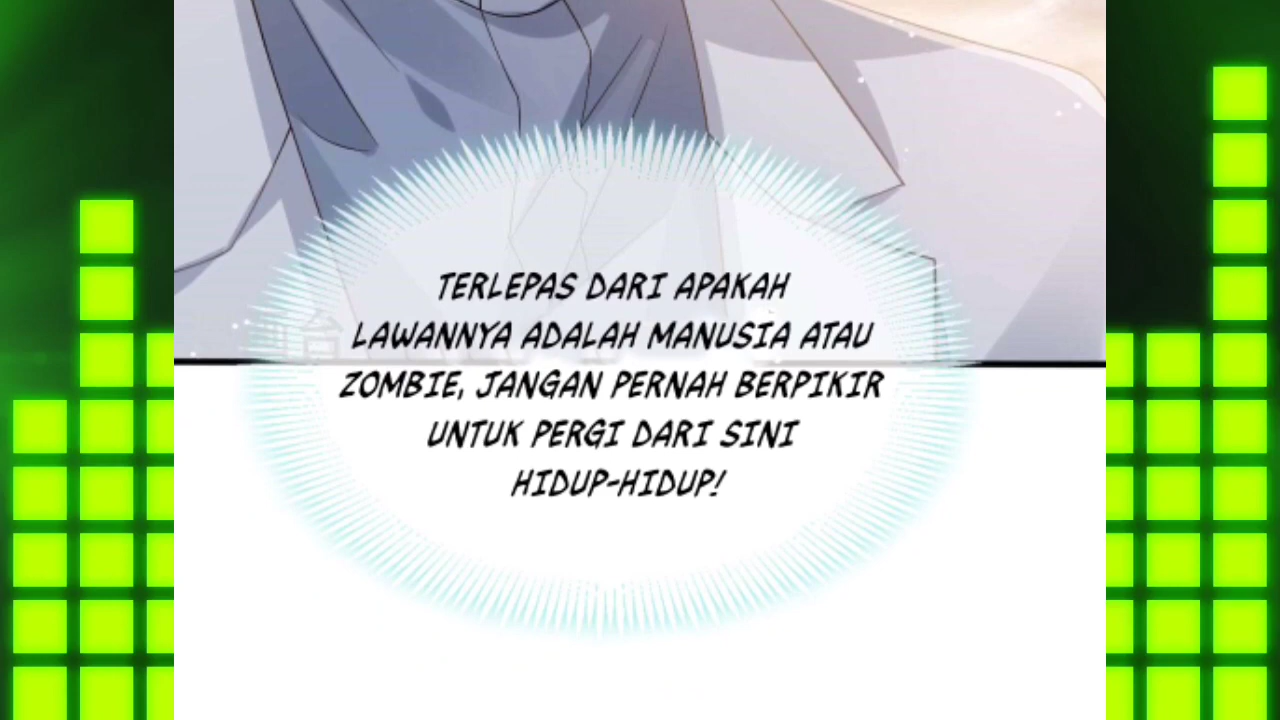 TERLEPAS DARI APAKAH
LAWANNYA ADALAH MANUSIA ATAU
ZOMBIE, JANGAN PERNAH BERPIKIR
UNTUK PERGI DARI SINI
HIDUP-HIDUP!